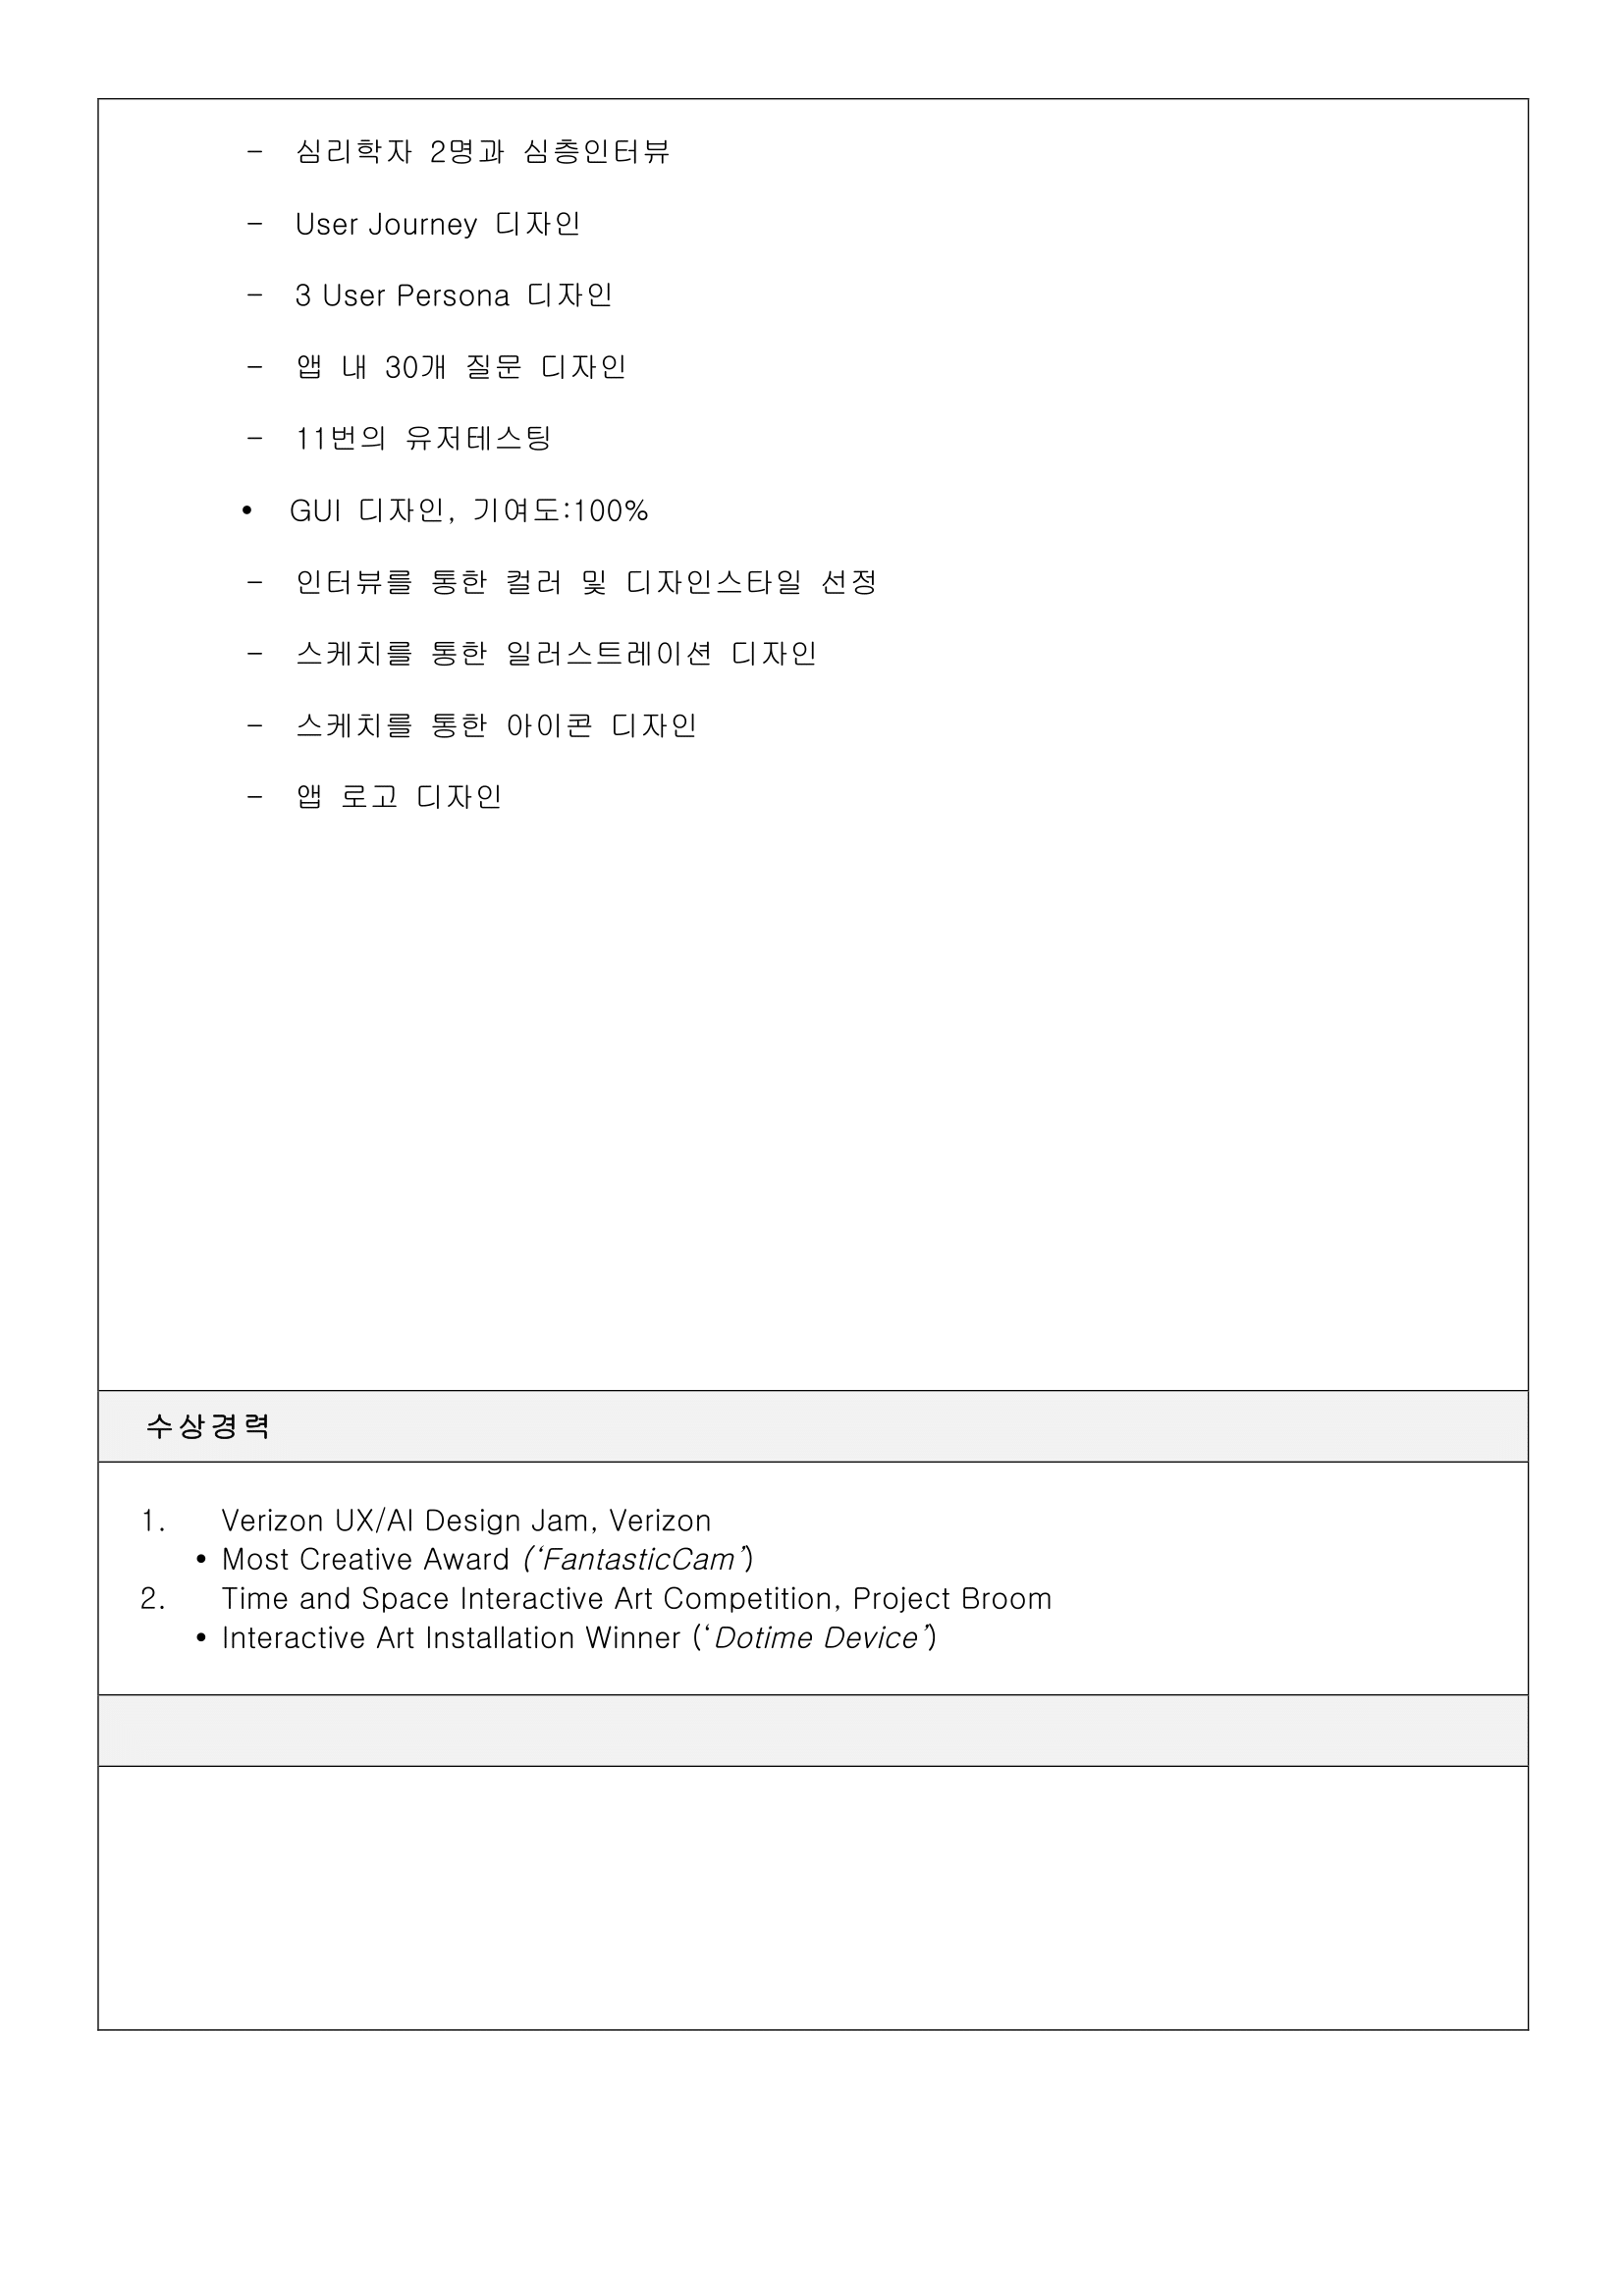 - 심리학자 2명과 심층인터뷰
- User Journey 디자인
- 3 User Persona 디자인
- 앱 내 30개 질문 디자인
- 11번의 유저테스팅
• GUI 디자인, 기여도:100%
- 인터뷰를 통한 컬러 및 디자인스타일 선정
- 스케치를 통한 일러스트레이션 디자인
- 스케치를 통한 아이콘 디자인
- 앱 로고 디자인
수상경력
1. Verizon UX/AI Design Jam, Verizon
• Most Creative Award (‘FantasticCam’)
2. Time and Space Interactive Art Competition, Project Broom
• Interactive Art Installation Winner (‘Dotime Device’)